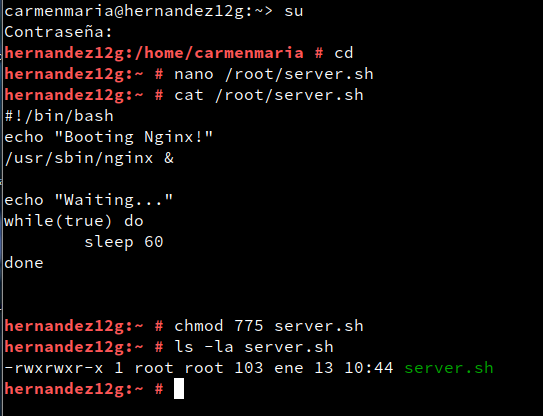 carmenmaria@hernandez12g:~> su
Contraseña:
hernandez12g:/home/carmenmaria # cd
hernandez12g:~ # nano /root/server.sh
hernandez12g:~ # cat /root/server.sh
#!/bin/bash
echo "Booting Nginx!"
/usr/sbin/nginx &

echo "Waiting..."
while(true) do
        sleep 60
done


hernandez12g:~ # chmod 775 server.sh
hernandez12g:~ # ls -la server.sh
-rwxrwxr-x 1 root root 103 ene 13 10:44 server.sh
hernandez12g:~ #